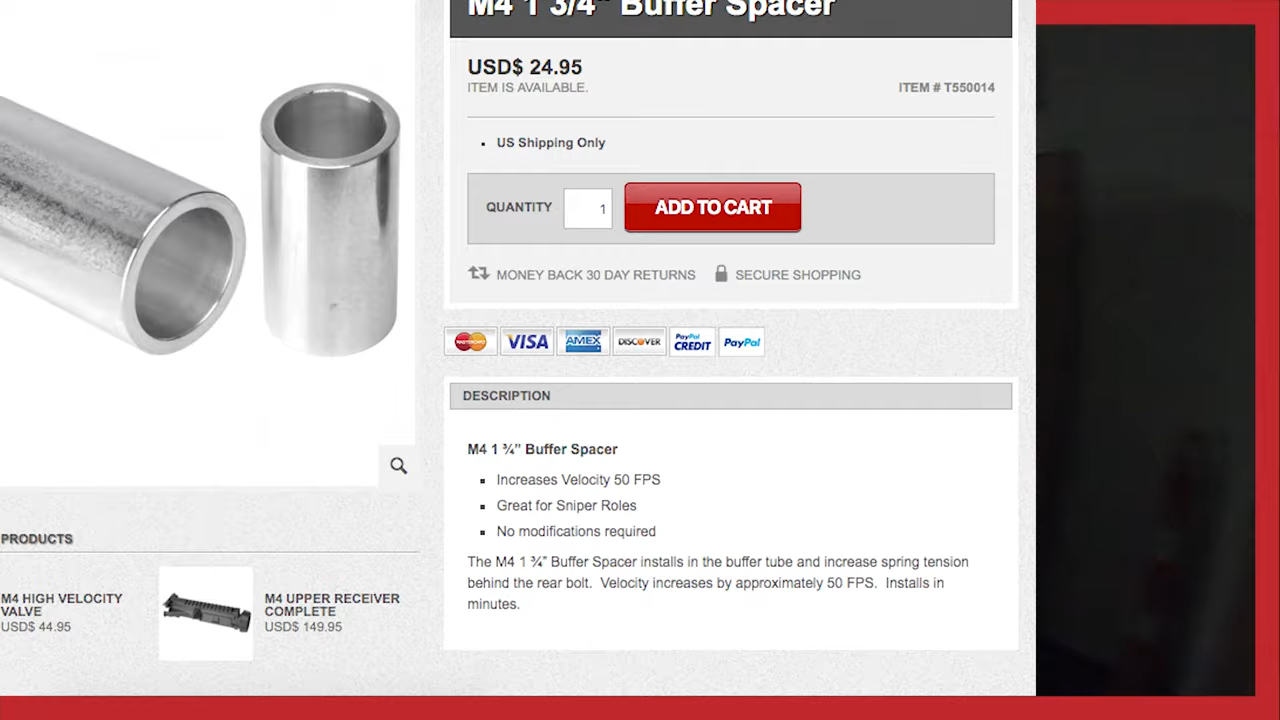 M4 1 3/4" Buffer Spacer
USD$ 24.95
ITEM IS AVAILABLE.
ITEM # T550014
US Shipping Only
QUANTITY
1
ADD TO CART
MONEY BACK 30 DAY RETURNS
SECURE SHOPPING
MASTERCARD
VISA
AMEX
DISCOVER
PayPal CREDIT
PayPal
DESCRIPTION
M4 1 ¾” Buffer Spacer
Increases Velocity 50 FPS
Great for Sniper Roles
No modifications required
The M4 1 ¾” Buffer Spacer installs in the buffer tube and increase spring tension
behind the rear bolt. Velocity increases by approximately 50 FPS. Installs in
minutes.
PRODUCTS
M4 HIGH VELOCITY
VALVE
USD$ 44.95
M4 UPPER RECEIVER
COMPLETE
USD$ 149.95